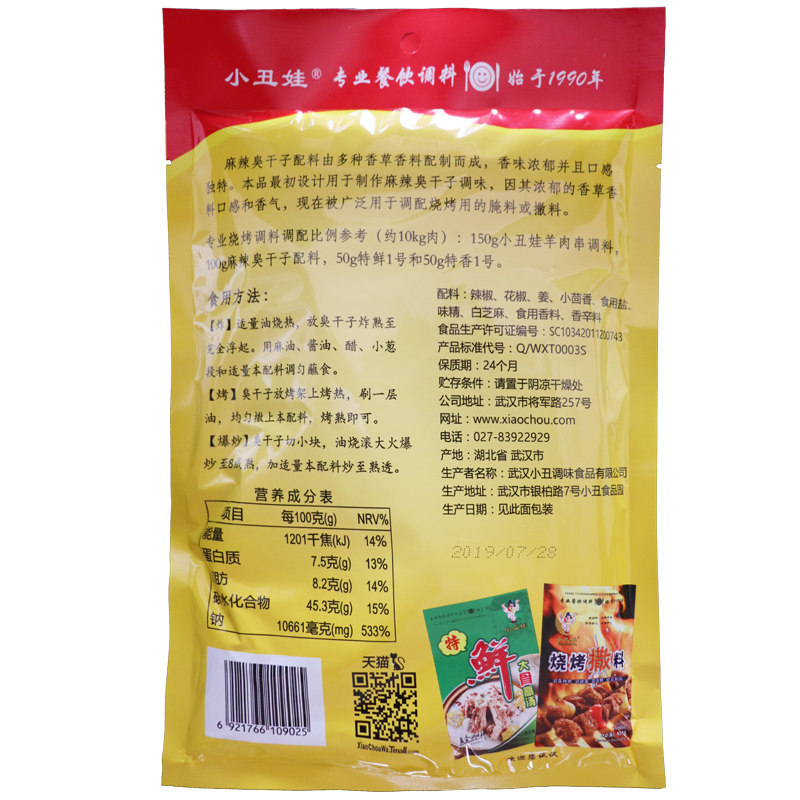 小丑娃® 专业餐饮调料 始于1990年
麻辣臭干子配料由多种香草香料配制而成，香味浓郁并且口感
独特。本品最初设计用于制作麻辣臭干子调味，因其浓郁的香草香
料口感和香气，现在被广泛用于调配烧烤用的腌料或撒料。
专业烧烤调料调配比例参考（约10kg肉）：150g小丑娃羊肉串调料，
100g麻辣臭干子配料，50g特鲜1号和50g特香1号。
食用方法：
【炸】适量油烧热，放臭干子炸熟至
完全浮起。用麻油、酱油、醋、小葱
段和适量本配料调匀蘸食。
【烤】臭干子放烤架上烤热，刷一层
油，均匀撒上本配料，烤熟即可。
【爆炒】臭干子切小块，油烧滚大火爆
炒至8成熟，加适量本配料炒至熟透。
配料：辣椒、花椒、姜、小茴香、食用盐、
味精、白芝麻、食用香料、香辛料
食品生产许可证编号：SC10342011200743
产品标准代号：Q/WXT0003S
保质期：24个月
贮存条件：请置于阴凉干燥处
公司地址：武汉市将军路257号
网址：www.xiaochou.com
电话：027-83922929
产地：湖北省 武汉市
生产者名称：武汉小丑调味食品有限公司
生产地址：武汉市银柏路7号小丑食品园
生产日期：见此面包装
2019/07/28
营养成分表
项目 每100克(g) NRV%
能量 1201千焦(kJ) 14%
蛋白质 7.5克(g) 13%
脂肪 8.2克(g) 14%
碳水化合物 45.3克(g) 15%
钠 10661毫克(mg) 533%
6 921766 109025
天猫
XiaoChouWa.Tmall.com
特
鲜
大骨高汤
专业餐饮调料
烧烤撒料